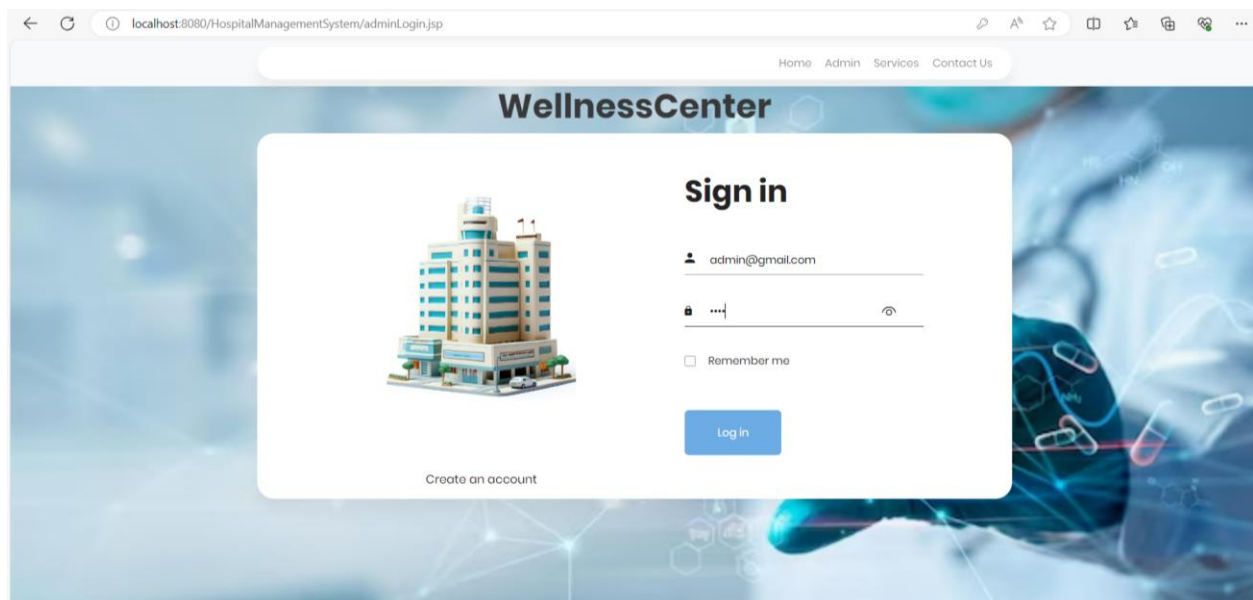 localhost:8080/HospitalManagementSystem/adminLogin.jsp
Home Admin Services Contact Us
WellnessCenter
Sign in
admin@gmail.com
••••
Remember me
Log in
Create an account